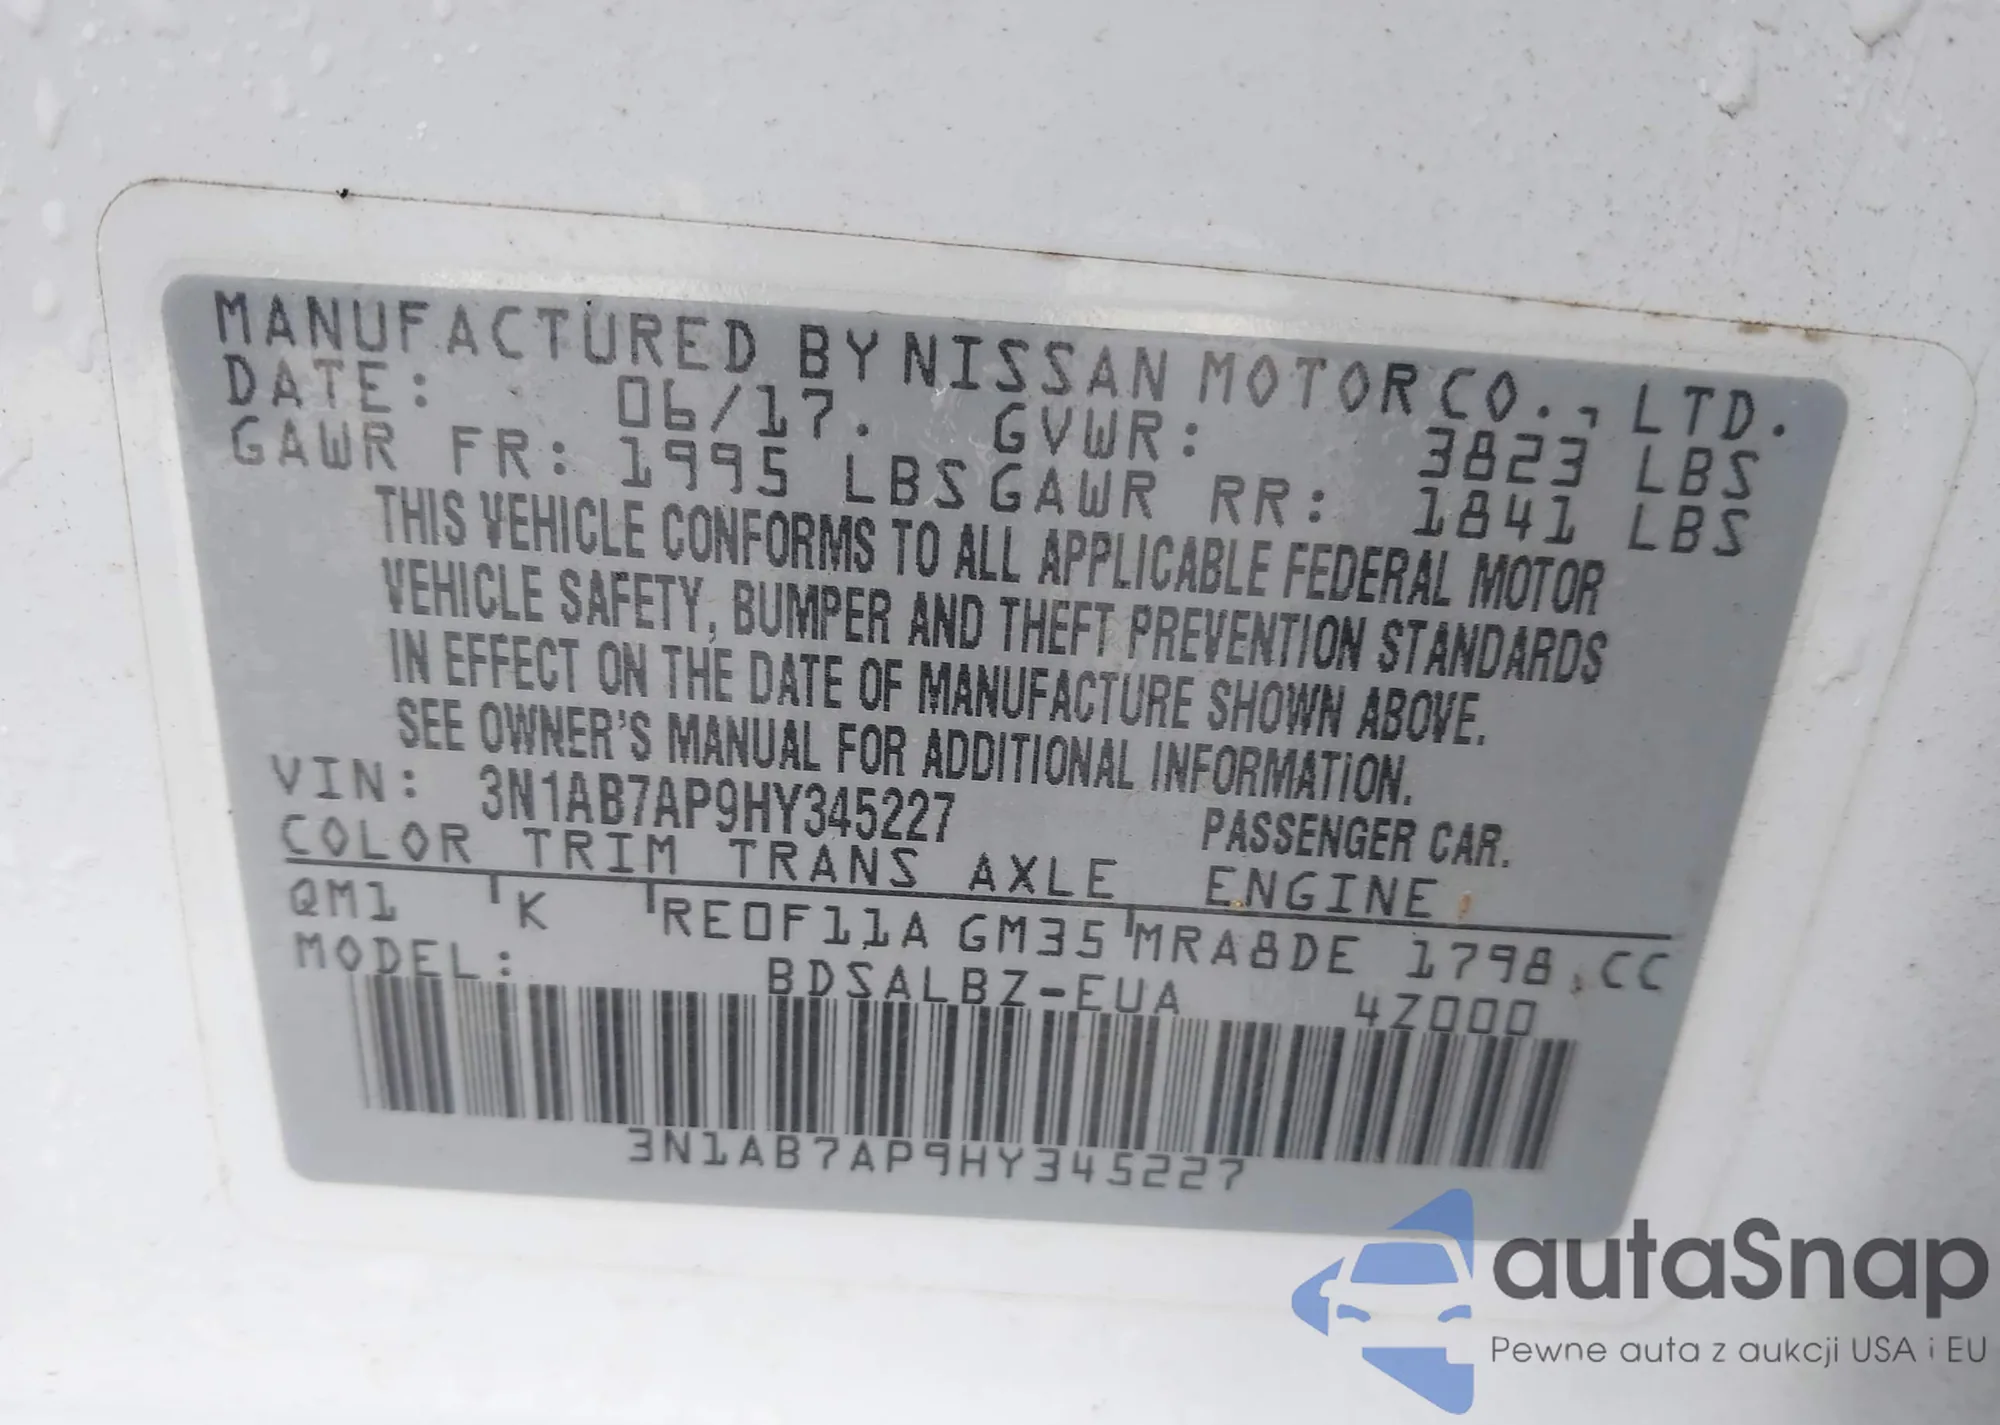 MANUFACTURED BY NISSAN MOTOR CO., LTD.
DATE: 06/17. GVWR: 3823 LBS
GAWR FR: 1995 LBS GAWR RR: 1841 LBS
THIS VEHICLE CONFORMS TO ALL APPLICABLE FEDERAL MOTOR
VEHICLE SAFETY, BUMPER AND THEFT PREVENTION STANDARDS
IN EFFECT ON THE DATE OF MANUFACTURE SHOWN ABOVE.
SEE OWNER'S MANUAL FOR ADDITIONAL INFORMATION.
VIN: 3N1AB7AP9HY345227 PASSENGER CAR.
COLOR TRIM TRANS AXLE ENGINE
QM1 K RE0F11A GM35 MRA8DE 1798.CC
MODEL: BDSALBZ-EUA 4Z000
3N1AB7AP9HY345227
autaSnap
Pewne auta z aukcji USA i EU